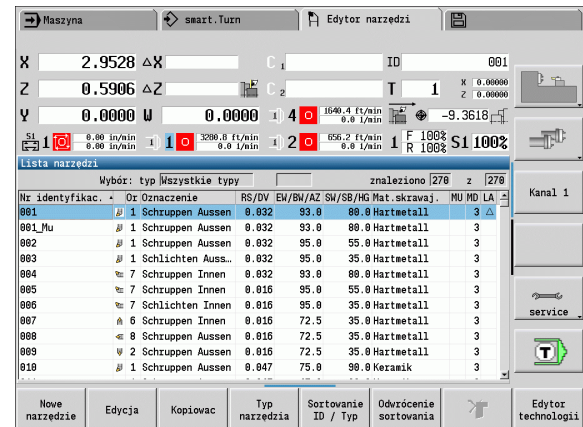 Maszyna smart.Turn Edytor narzędzi
X 2.9528 ΔX C 1 ID 001
Z 0.5906 ΔZ C 2 T 1 X 0.00000 Z 0.00000
Y 0.0000 W 0.0000 4 1640.4 ft/min 0.0 1/min -9.3618
S1 1 0.00 in/min 0.00 in/min 1 3280.8 ft/min 0.0 1/min 2 656.2 ft/min 0.0 1/min 1 F 100% R 100% S1 100%
Lista narzędzi
Wybór: typ Wszystkie typy znaleziono 270 z 270
Nr identyfikac. Or Oznaczenie RS/DV EW/BW/AZ SW/SB/HG Mat.skrawaj. MU MD LA
001 1 Schruppen Aussen 0.032 93.0 80.0 Hartmetall 3
001_Mu 1 Schruppen Aussen 0.032 93.0 80.0 Hartmetall 3
002 1 Schruppen Aussen 0.032 95.0 55.0 Hartmetall 3
003 1 Schlichten Auss… 0.032 95.0 35.0 Hartmetall 3
004 7 Schruppen Innen 0.032 93.0 80.0 Hartmetall 3
005 7 Schruppen Innen 0.016 95.0 55.0 Hartmetall 3
006 7 Schlichten Innen 0.016 95.0 35.0 Hartmetall 3
007 6 Schruppen Innen 0.016 72.5 35.0 Hartmetall 3
008 8 Schruppen Aussen 0.016 72.5 35.0 Hartmetall 3
009 2 Schruppen Aussen 0.016 72.5 35.0 Hartmetall 3
010 1 Schruppen Aussen 0.047 75.0 90.0 Keramik 3
Kanal 1
service
T
Nowe narzędzie
Edycja
Kopiowac
Typ narzędzia
Sortowanie ID / Typ
Odwrócenie sortowania
Edytor technologii